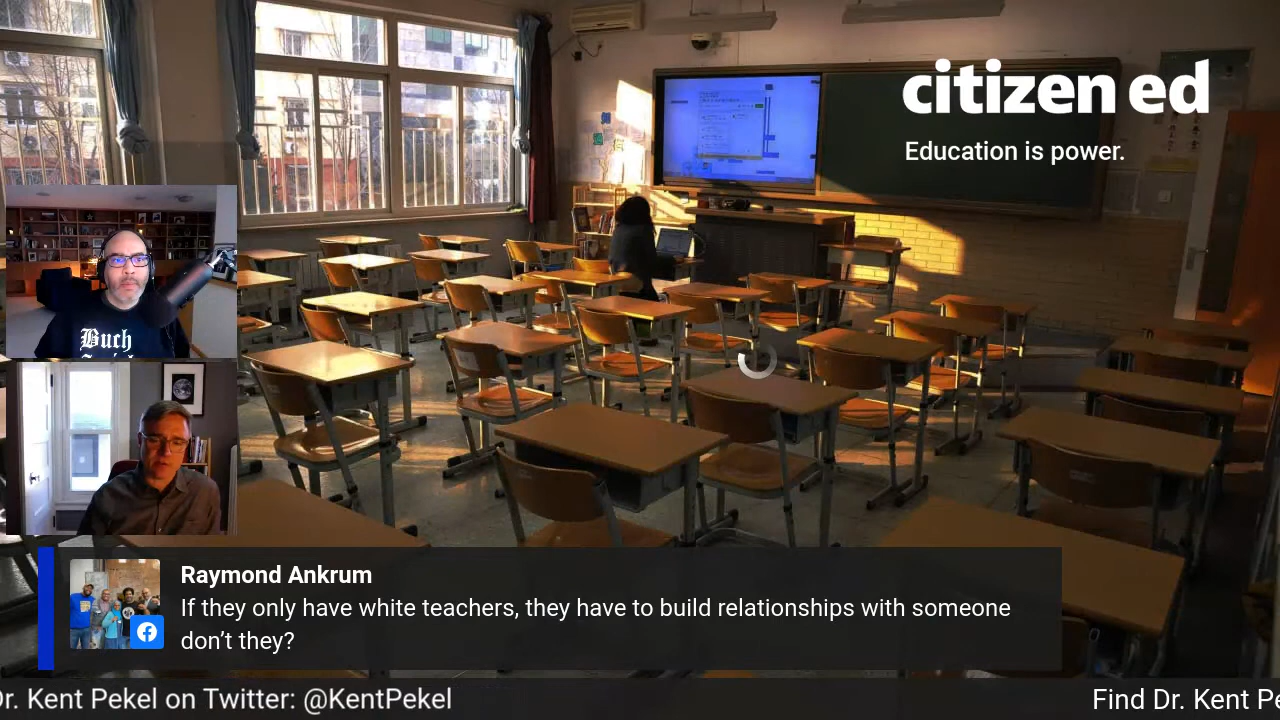 citizen ed
Education is power.
Buch
Raymond Ankrum
If they only have white teachers, they have to build relationships with someone
don’t they?
Dr. Kent Pekel on Twitter: @KentPekel
Find Dr. Kent Pe